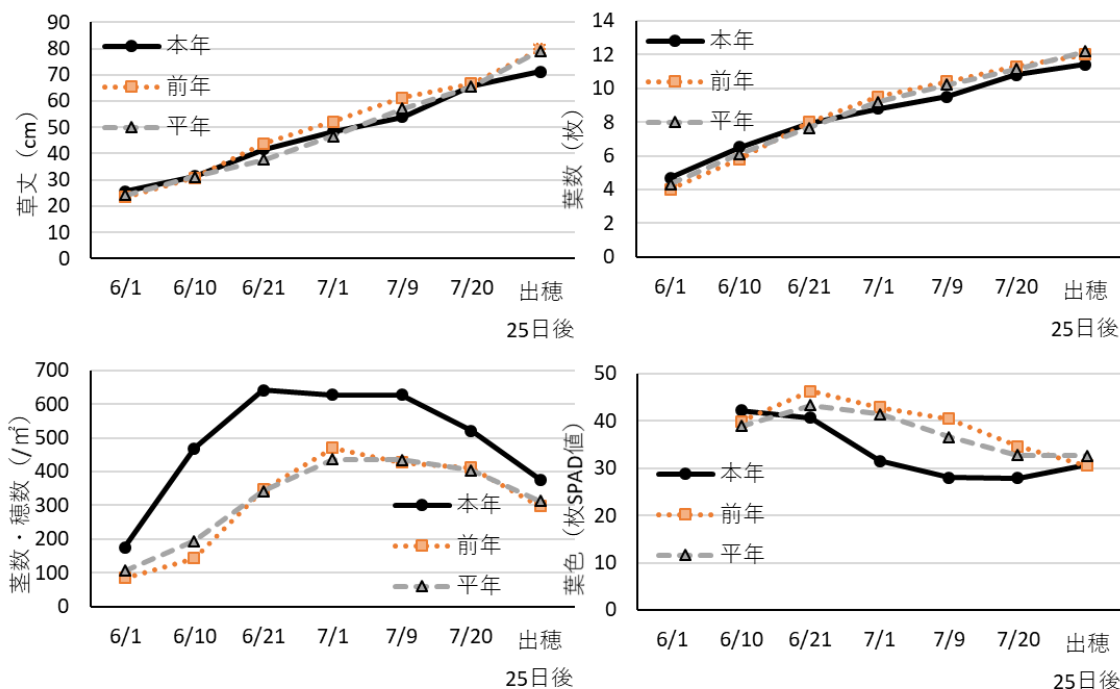 草丈（cm）
90
80
70
60
50
40
30
20
10
0
本年
前年
平年
6/1 6/10 6/21 7/1 7/9 7/20 出穂
25日後
葉数（枚）
14
12
10
8
6
4
2
0
本年
前年
平年
6/1 6/10 6/21 7/1 7/9 7/20 出穂
25日後
茎数・穂数（/㎡）
700
600
500
400
300
200
100
0
本年
前年
平年
6/1 6/10 6/21 7/1 7/9 7/20 出穂
25日後
葉色（枚SPAD値）
50
40
30
20
10
0
本年
前年
平年
6/1 6/10 6/21 7/1 7/9 7/20 出穂
25日後